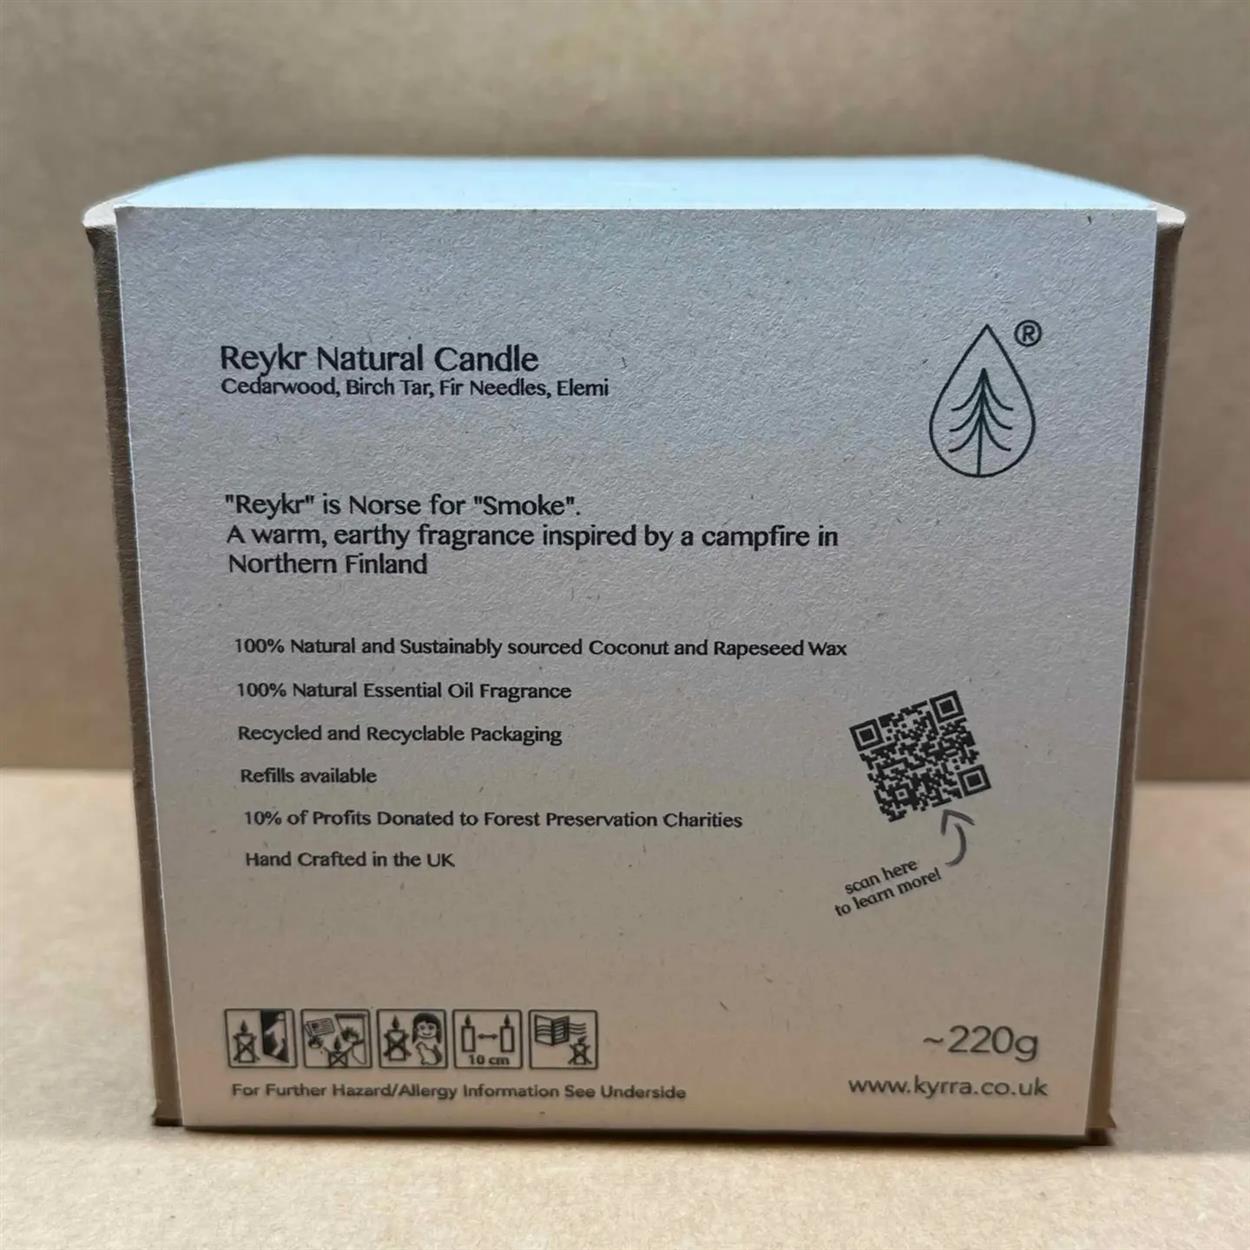 Reykr Natural Candle
Cedarwood, Birch Tar, Fir Needles, Elemi
®
"Reykr" is Norse for "Smoke".
A warm, earthy fragrance inspired by a campfire in
Northern Finland
100% Natural and Sustainably sourced Coconut and Rapeseed Wax
100% Natural Essential Oil Fragrance
Recycled and Recyclable Packaging
Refills available
10% of Profits Donated to Forest Preservation Charities
Hand Crafted in the UK
scan here
to learn more!
10 cm
For Further Hazard/Allergy Information See Underside
~220g
www.kyrra.co.uk